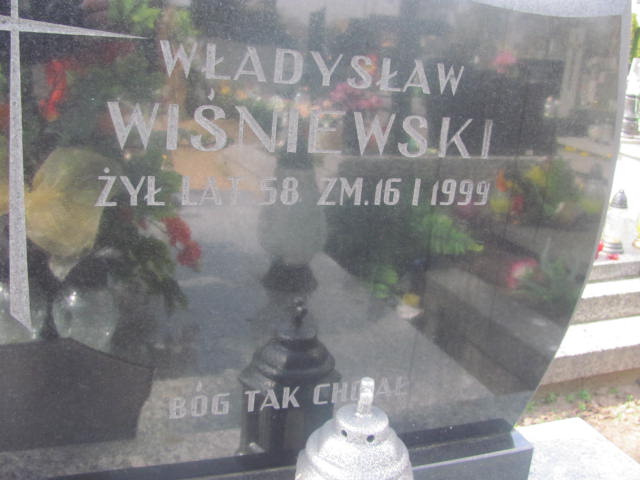 WŁADYSŁAW
WIŚNIEWSKI
ŻYŁ LAT 58 ZM.16 I 1999
BÓG TAK CHCIAŁ